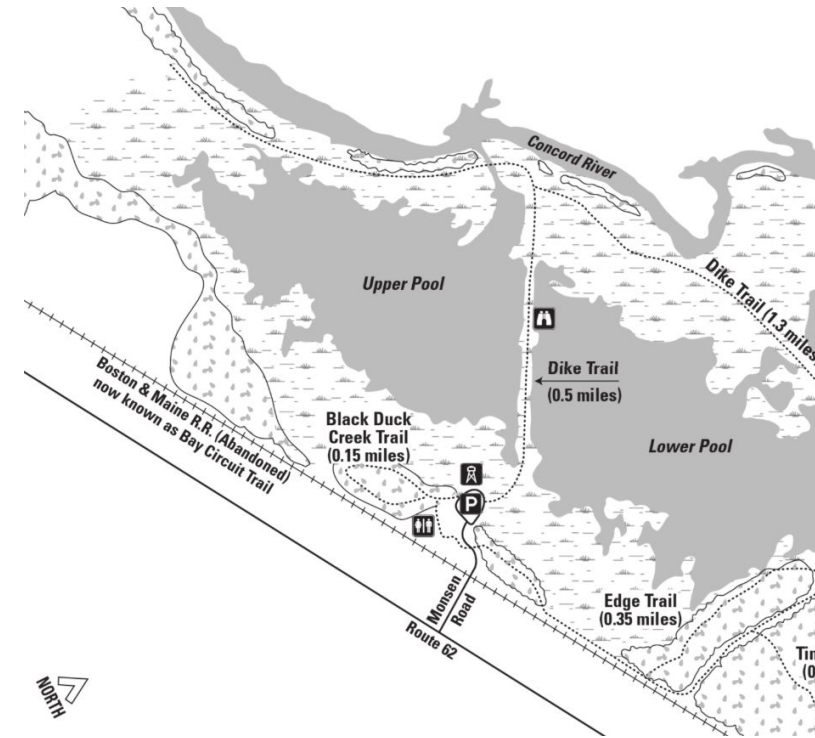 Concord River
Upper Pool
Dike Trail (1.3 miles
Dike Trail
(0.5 miles)
Boston & Maine R.R. (Abandoned)
now known as Bay Circuit Trail
Black Duck
Creek Trail
(0.15 miles)
Lower Pool
P
Monsen
Road
Edge Trail
(0.35 miles)
Route 62
NORTH